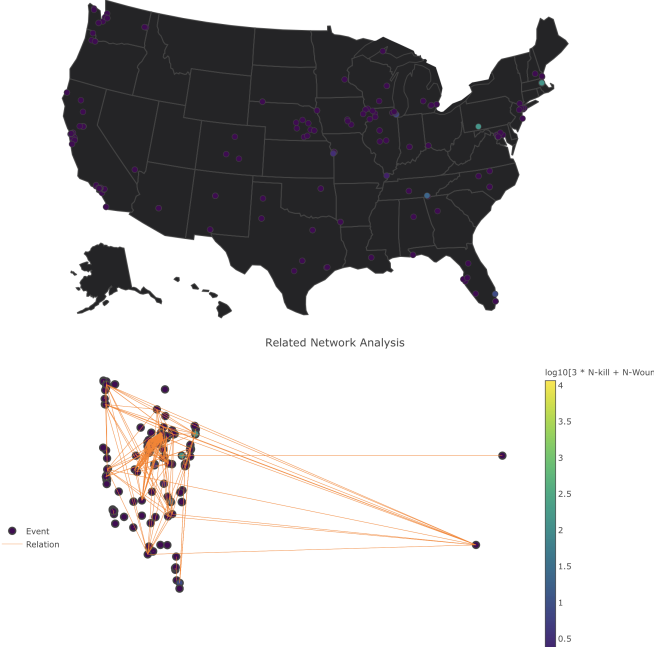 Related Network Analysis
log10[3 * N-kill + N-Woun
4
3.5
3
2.5
2
1.5
1
0.5
Event
Relation